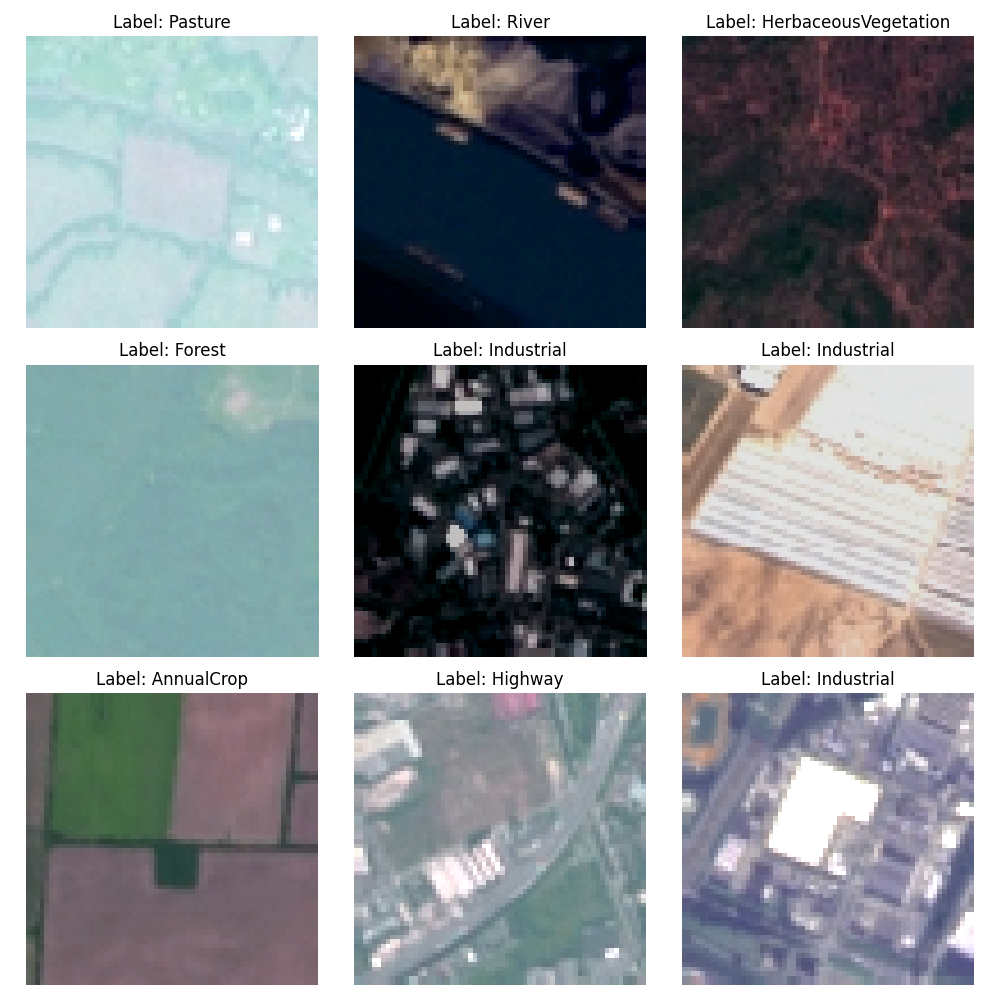 Label: Pasture
Label: River
Label: HerbaceousVegetation
Label: Forest
Label: Industrial
Label: Industrial
Label: AnnualCrop
Label: Highway
Label: Industrial